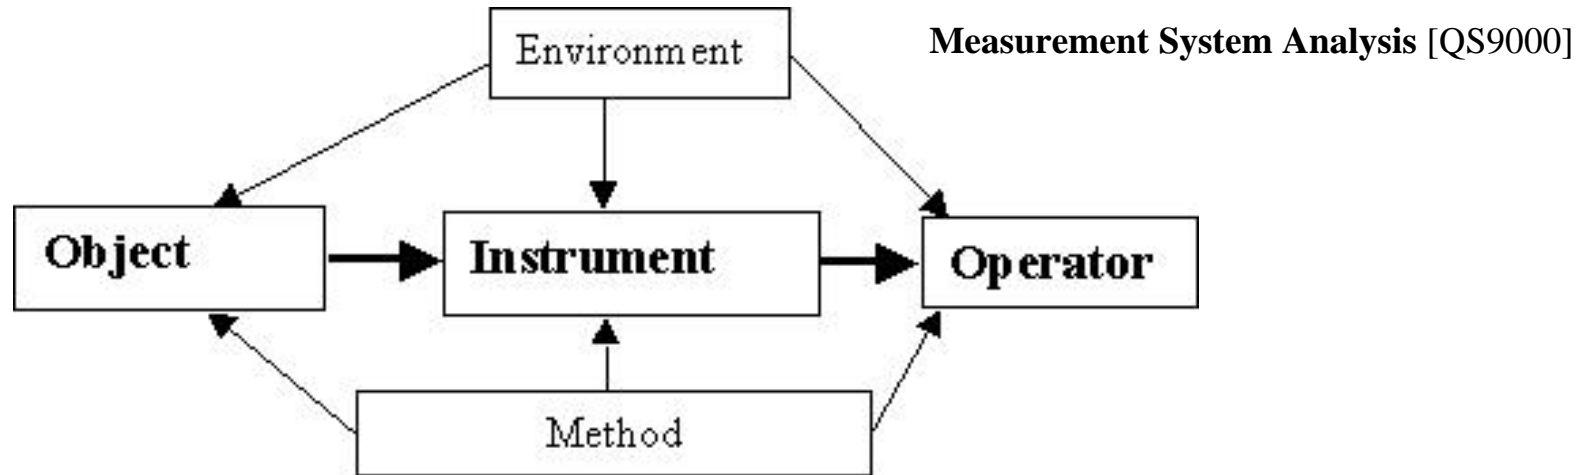 Environment
Measurement System Analysis [QS9000]
Object
Instrument
Operator
Method